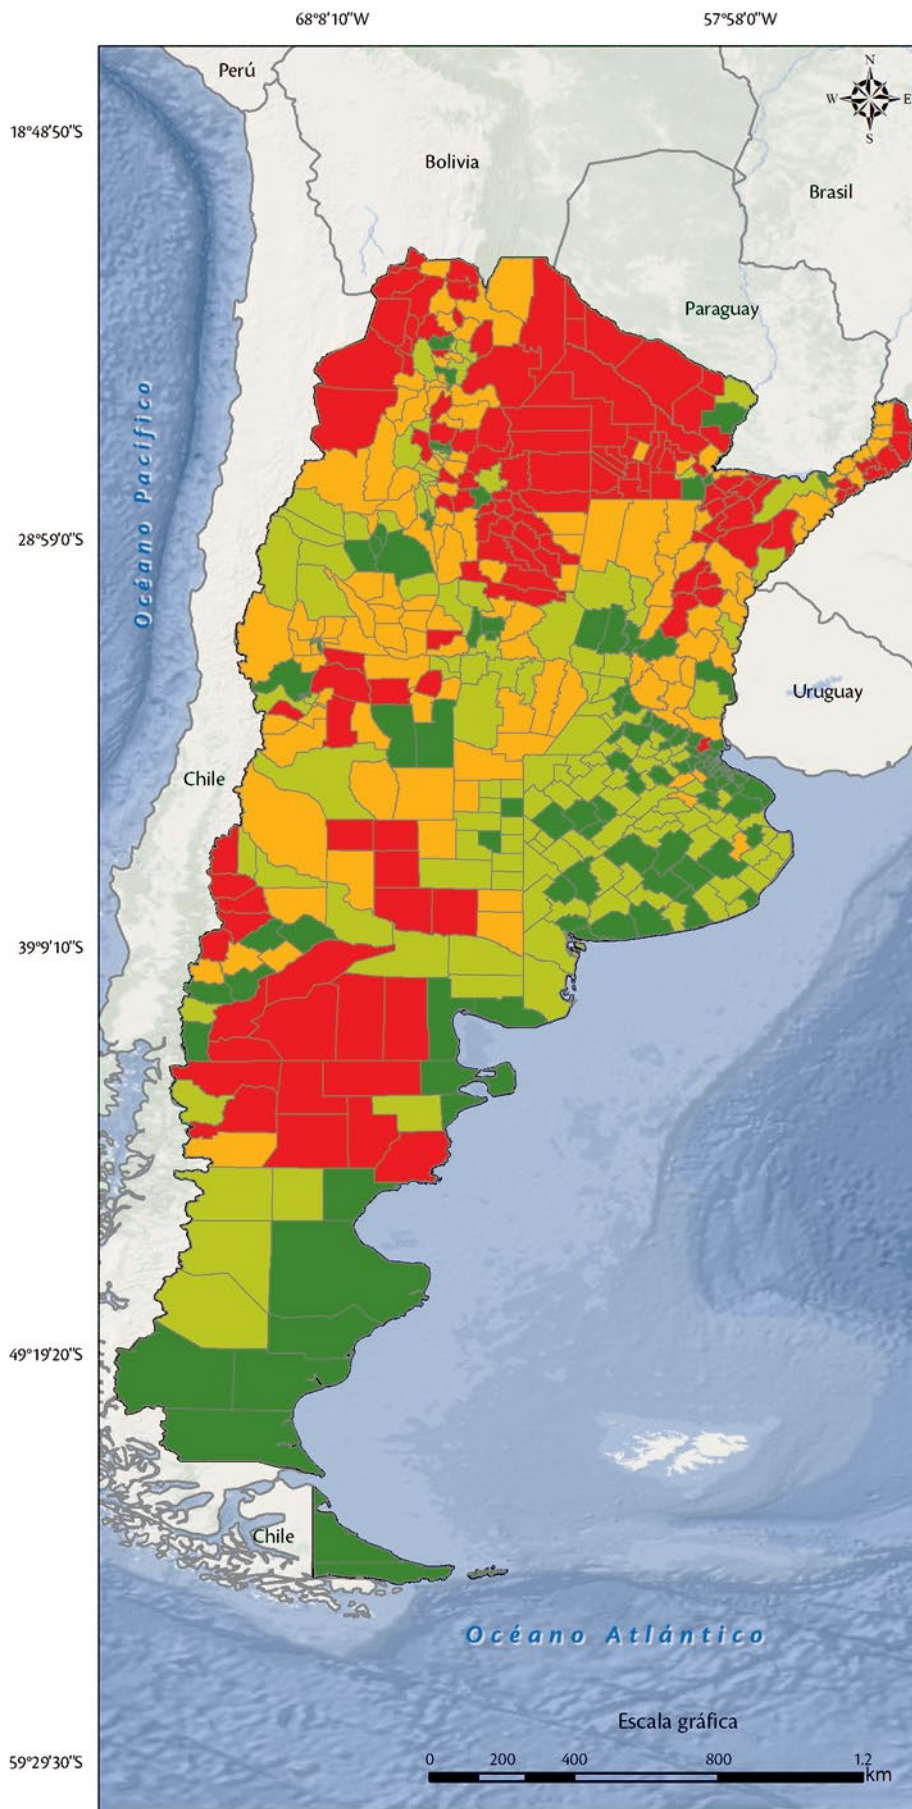 68°8'10"W
57°58'0"W
Perú
N
W
E
S
18°48'50"S
Bolivia
Brasil
Paraguay
Océano Pacífico
28°59'0"S
Uruguay
Chile
39°9'10"S
49°19'20"S
Chile
Océano Atlántico
Escala gráfica
59°29'30"S
0 200 400 800 1.2
km